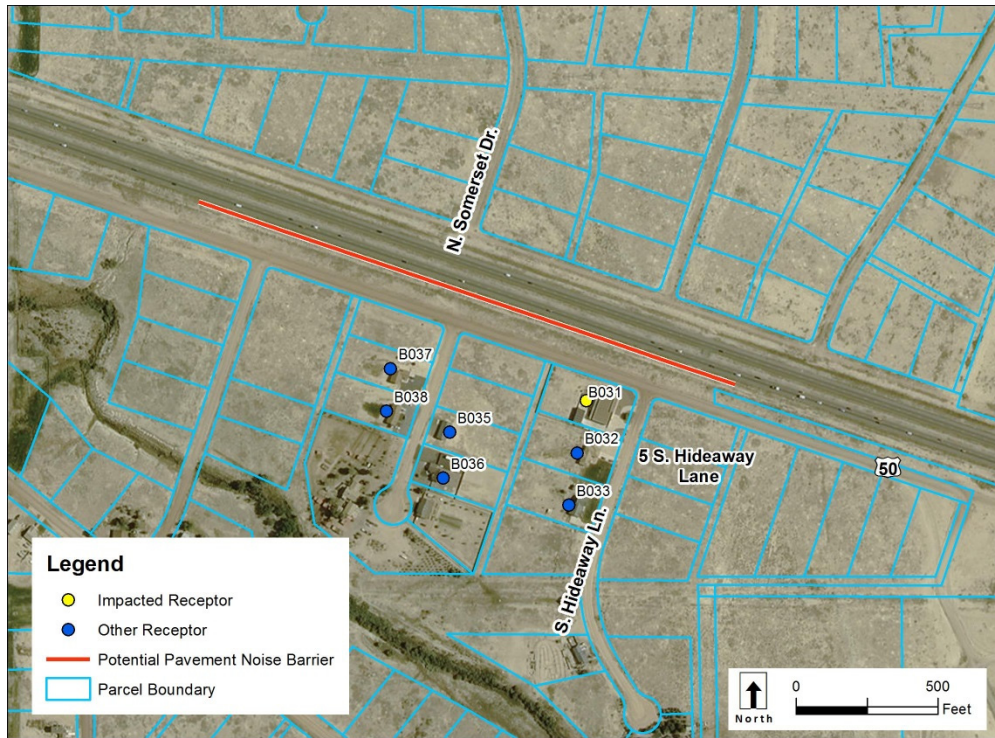 N. Somerset Dr.
B037
B031
B038
B035
B032
5 S. Hideaway
Lane
50
B036
B033
S. Hideaway Ln.
Legend
Impacted Receptor
Other Receptor
Potential Pavement Noise Barrier
Parcel Boundary
North
0 500
Feet